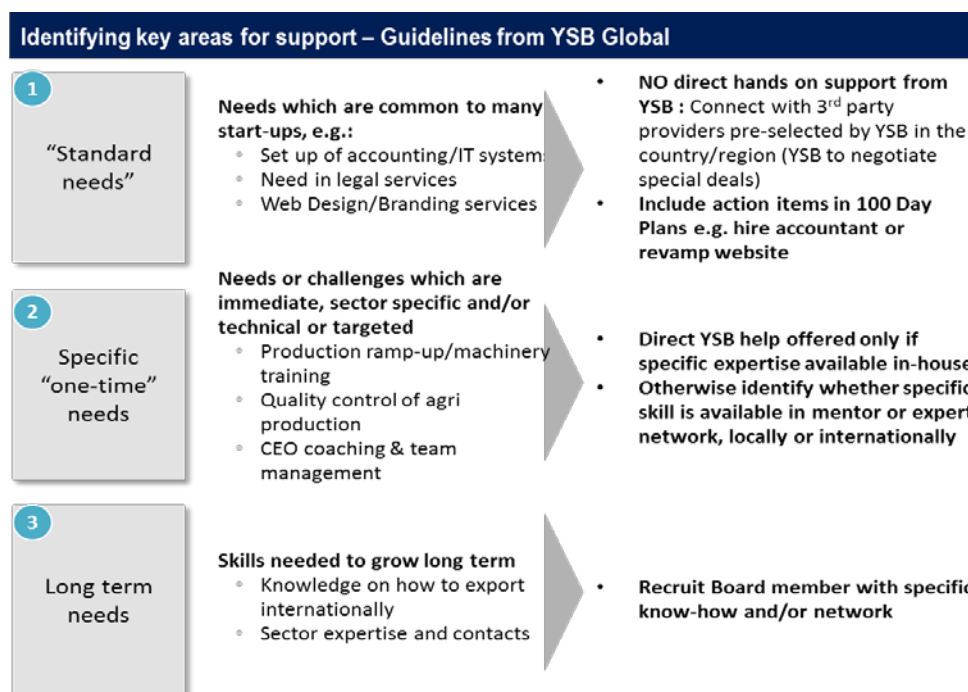 Identifying key areas for support – Guidelines from YSB Global
1
“Standard
needs”
Needs which are common to many
start-ups, e.g.:
◦ Set up of accounting/IT system
◦ Need in legal services
◦ Web Design/Branding services
• NO direct hands on support from
YSB : Connect with 3rd party
providers pre-selected by YSB in the
country/region (YSB to negotiate
special deals)
• Include action items in 100 Day
Plans e.g. hire accountant or
revamp website
2
Specific
“one-time”
needs
Needs or challenges which are
immediate, sector specific and/or
technical or targeted
◦ Production ramp-up/machinery
training
◦ Quality control of agri
production
◦ CEO coaching & team
management
• Direct YSB help offered only if
specific expertise available in-house
• Otherwise identify whether specific
skill is available in mentor or expert
network, locally or internationally
3
Long term
needs
Skills needed to grow long term
◦ Knowledge on how to export
internationally
◦ Sector expertise and contacts
• Recruit Board member with specific
know-how and/or network